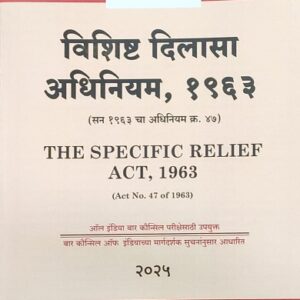 विशिष्ट दिलासा
अधिनियम, १९६३
(सन १९६३ चा अधिनियम क्र. ४७)
THE SPECIFIC RELIEF
ACT, 1963
(Act No. 47 of 1963)
ऑल इंडिया बार कौन्सिल परीक्षेसाठी उपयुक्त
बार कौन्सिल ऑफ इंडियाच्या मार्गदर्शक सुचनांनुसार आधारित
२०२५